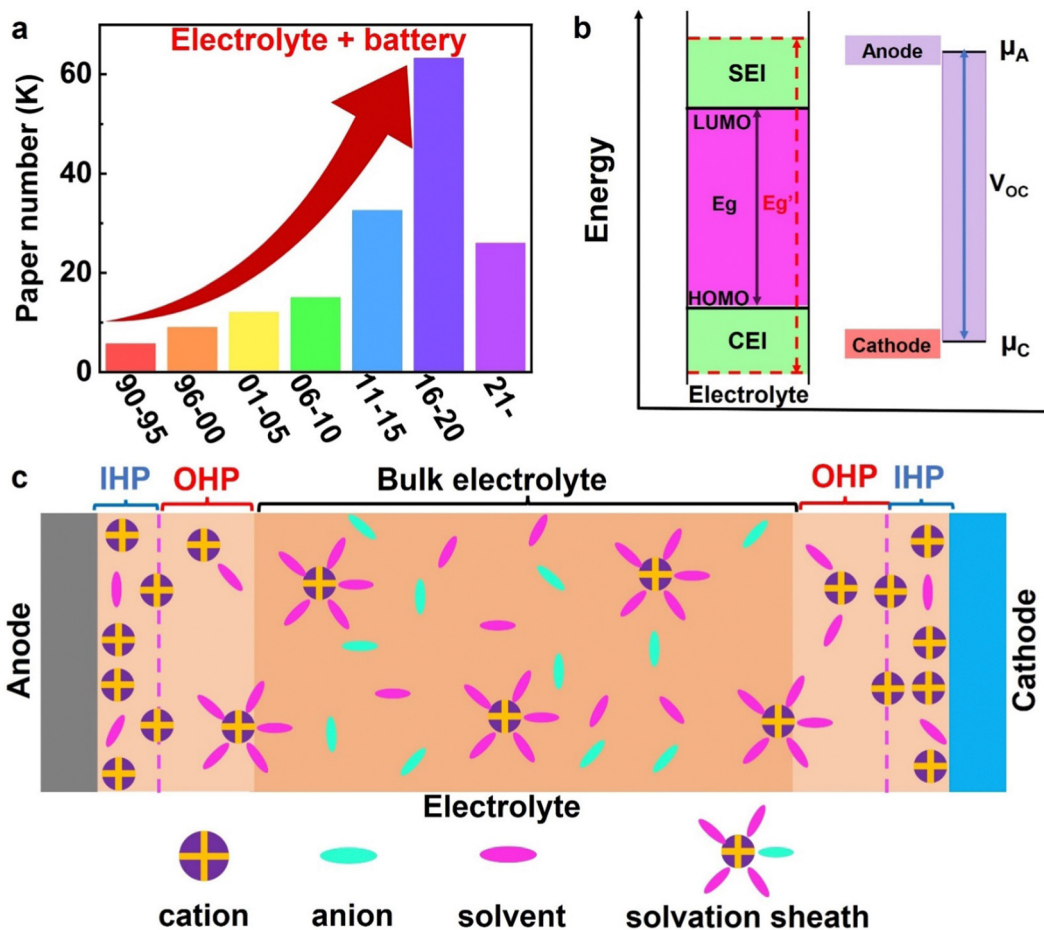 a
Electrolyte + battery
Paper number (K)
60
40
20
0
90-95
96-00
01-05
06-10
11-15
16-20
21-
b
Energy
SEI
LUMO
Eg
Eg'
HOMO
CEI
Electrolyte
Anode
μA
VOC
Cathode
μC
c
IHP
OHP
Bulk electrolyte
OHP
IHP
Anode
Cathode
Electrolyte
cation
anion
solvent
solvation sheath